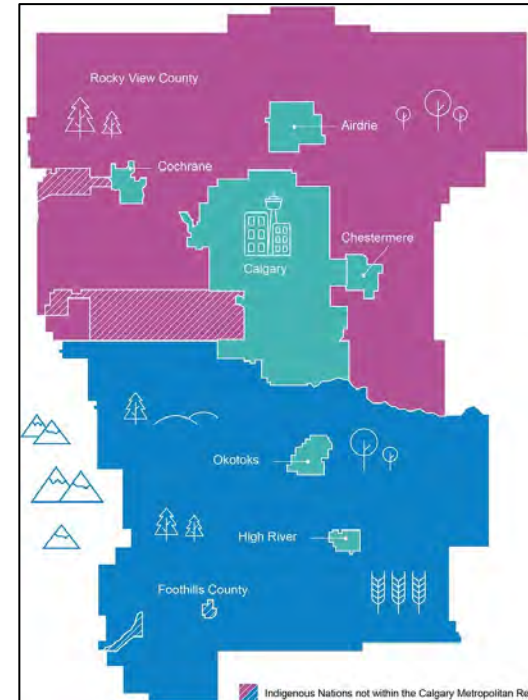 Rocky View County
Airdrie
Cochrane
Chestermere
Calgary
Okotoks
High River
Foothills County
Indigenous Nations not within the Calgary Metropolitan Re